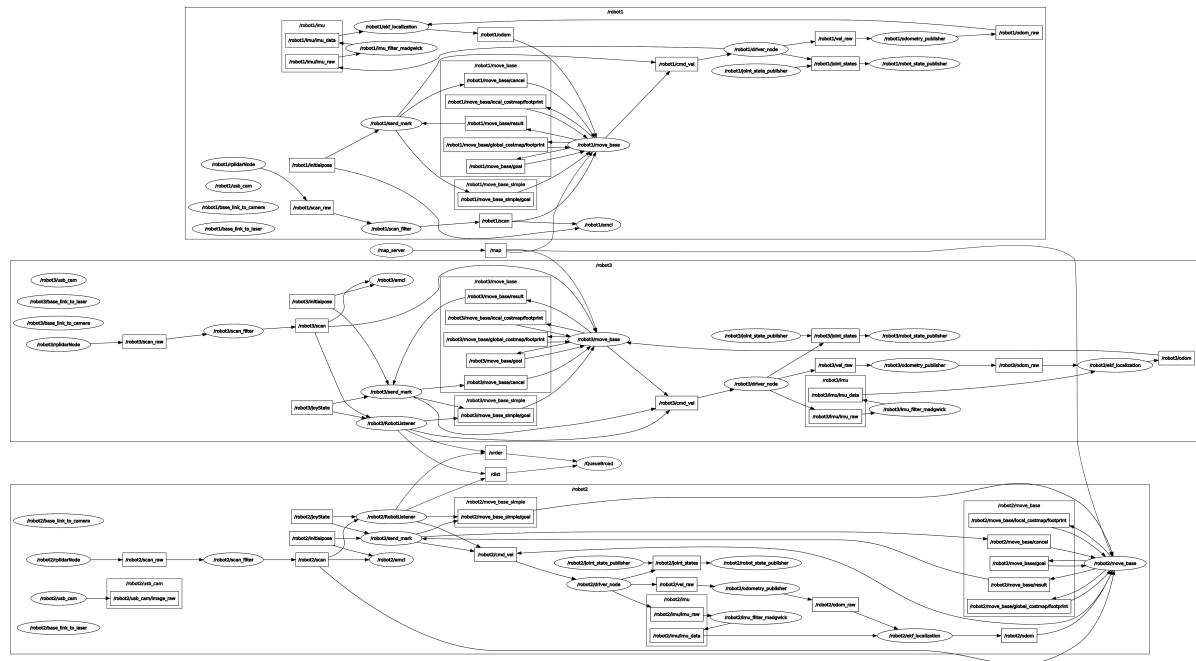 /robot1
/robot1/imu
/robot1/ekf_localization
/robot1/imu/imu_data
/robot1/imu_filter_madgwick
/robot1/imu/imu_raw
/robot1/odom
/robot1/vel_raw
/robot1/odometry_publisher
/robot1/odom_raw
/robot1/driver_node
/robot1/joint_states
/robot1/robot_state_publisher
/robot1/joint_state_publisher
/robot1/cmd_vel
/robot1/move_base
/robot1/move_base/cancel
/robot1/move_base/local_costmap/footprint
/robot1/send_mark
/robot1/move_base/result
/robot1/move_base/global_costmap/footprint
/robot1/move_base
/robot1/move_base/goal
/robot1/initialpose
/robot1/rplidarNode
/robot1/usb_cam
/robot1/move_base_simple
/robot1/move_base_simple/goal
/robot1/base_link_to_camera
/robot1/scan_raw
/robot1/scan
/robot1/base_link_to_laser
/robot1/scan_filter
/robot1/amcl
/map_server
/map
/robot3
/robot3/usb_cam
/robot3/amcl
/robot3/base_link_to_laser
/robot3/initialpose
/robot3/move_base
/robot3/move_base/result
/robot3/base_link_to_camera
/robot3/scan_filter
/robot3/scan
/robot3/move_base/local_costmap/footprint
/robot3/rplidarNode
/robot3/scan_raw
/robot3/move_base/global_costmap/footprint
/robot3/move_base
/robot3/joint_state_publisher
/robot3/joint_states
/robot3/robot_state_publisher
/robot3/move_base/goal
/robot3/odom
/robot3/vel_raw
/robot3/odometry_publisher
/robot3/odom_raw
/robot3/ekf_localization
/robot3/move_base/cancel
/robot3/driver_node
/robot3/imu
/robot3/send_mark
/robot3/imu/imu_data
/robot3/joyState
/robot3/move_base_simple
/robot3/move_base_simple/goal
/robot3/cmd_vel
/robot3/imu_filter_madgwick
/robot3/imu/imu_raw
/robot3/RobotListener
/order
/QueueBroad
/dist
/robot2
/robot2/base_link_to_camera
/robot2/joyState
/robot2/RobotListener
/robot2/move_base_simple
/robot2/move_base_simple/goal
/robot2/move_base
/robot2/move_base/local_costmap/footprint
/robot2/initialpose
/robot2/send_mark
/robot2/move_base/cancel
/robot2/rplidarNode
/robot2/scan_raw
/robot2/scan_filter
/robot2/scan
/robot2/amcl
/robot2/cmd_vel
/robot2/joint_state_publisher
/robot2/joint_states
/robot2/robot_state_publisher
/robot2/move_base/goal
/robot2/move_base
/robot2/usb_cam
/robot2/usb_cam
/robot2/usb_cam/image_raw
/robot2/driver_node
/robot2/vel_raw
/robot2/odometry_publisher
/robot2/move_base/result
/robot2/imu
/robot2/odom_raw
/robot2/move_base/global_costmap/footprint
/robot2/imu/imu_raw
/robot2/imu_filter_madgwick
/robot2/base_link_to_laser
/robot2/imu/imu_data
/robot2/ekf_localization
/robot2/odom